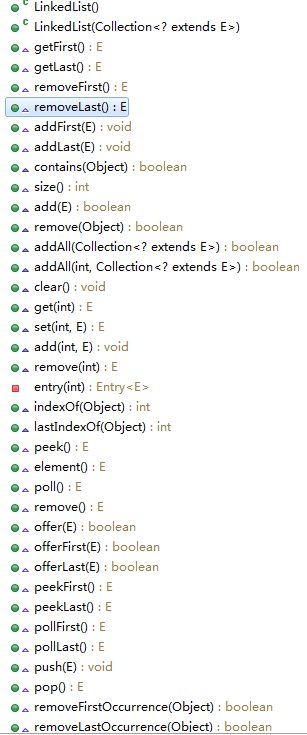 LinkedList()
LinkedList(Collection<? extends E>)
getFirst() : E
getLast() : E
removeFirst() : E
removeLast() : E
addFirst(E) : void
addLast(E) : void
contains(Object) : boolean
size() : int
add(E) : boolean
remove(Object) : boolean
addAll(Collection<? extends E>) : boolean
addAll(int, Collection<? extends E>) : boolean
clear() : void
get(int) : E
set(int, E) : E
add(int, E) : void
remove(int) : E
entry(int) : Entry<E>
indexOf(Object) : int
lastIndexOf(Object) : int
peek() : E
element() : E
poll() : E
remove() : E
offer(E) : boolean
offerFirst(E) : boolean
offerLast(E) : boolean
peekFirst() : E
peekLast() : E
pollFirst() : E
pollLast() : E
push(E) : void
pop() : E
removeFirstOccurrence(Object) : boolean
removeLastOccurrence(Object) : boolean